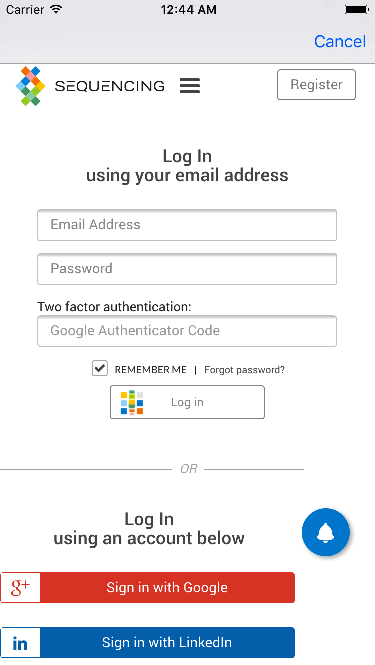 Carrier 12:44 AM
Cancel
SEQUENCING
Register
Log In
using your email address
Email Address
Password
Two factor authentication:
Google Authenticator Code
REMEMBER ME | Forgot password?
Log in
OR
Log In
using an account below
g+ Sign in with Google
in Sign in with LinkedIn